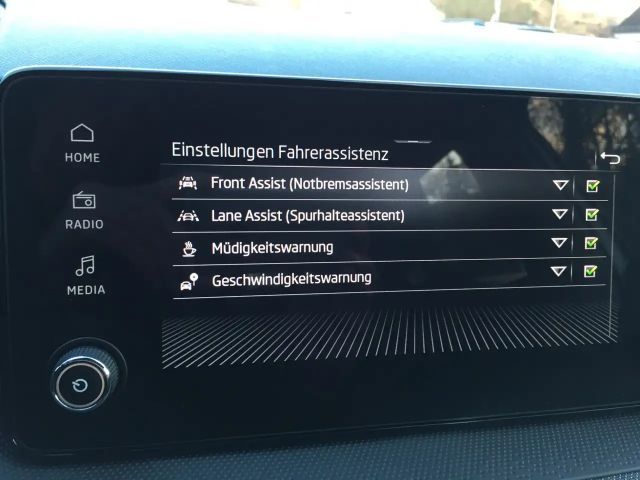 Einstellungen Fahrerassistenz
HOME
Front Assist (Notbremsassistent)
RADIO
Lane Assist (Spurhalteassistent)
Müdigkeitswarnung
MEDIA
Geschwindigkeitswarnung